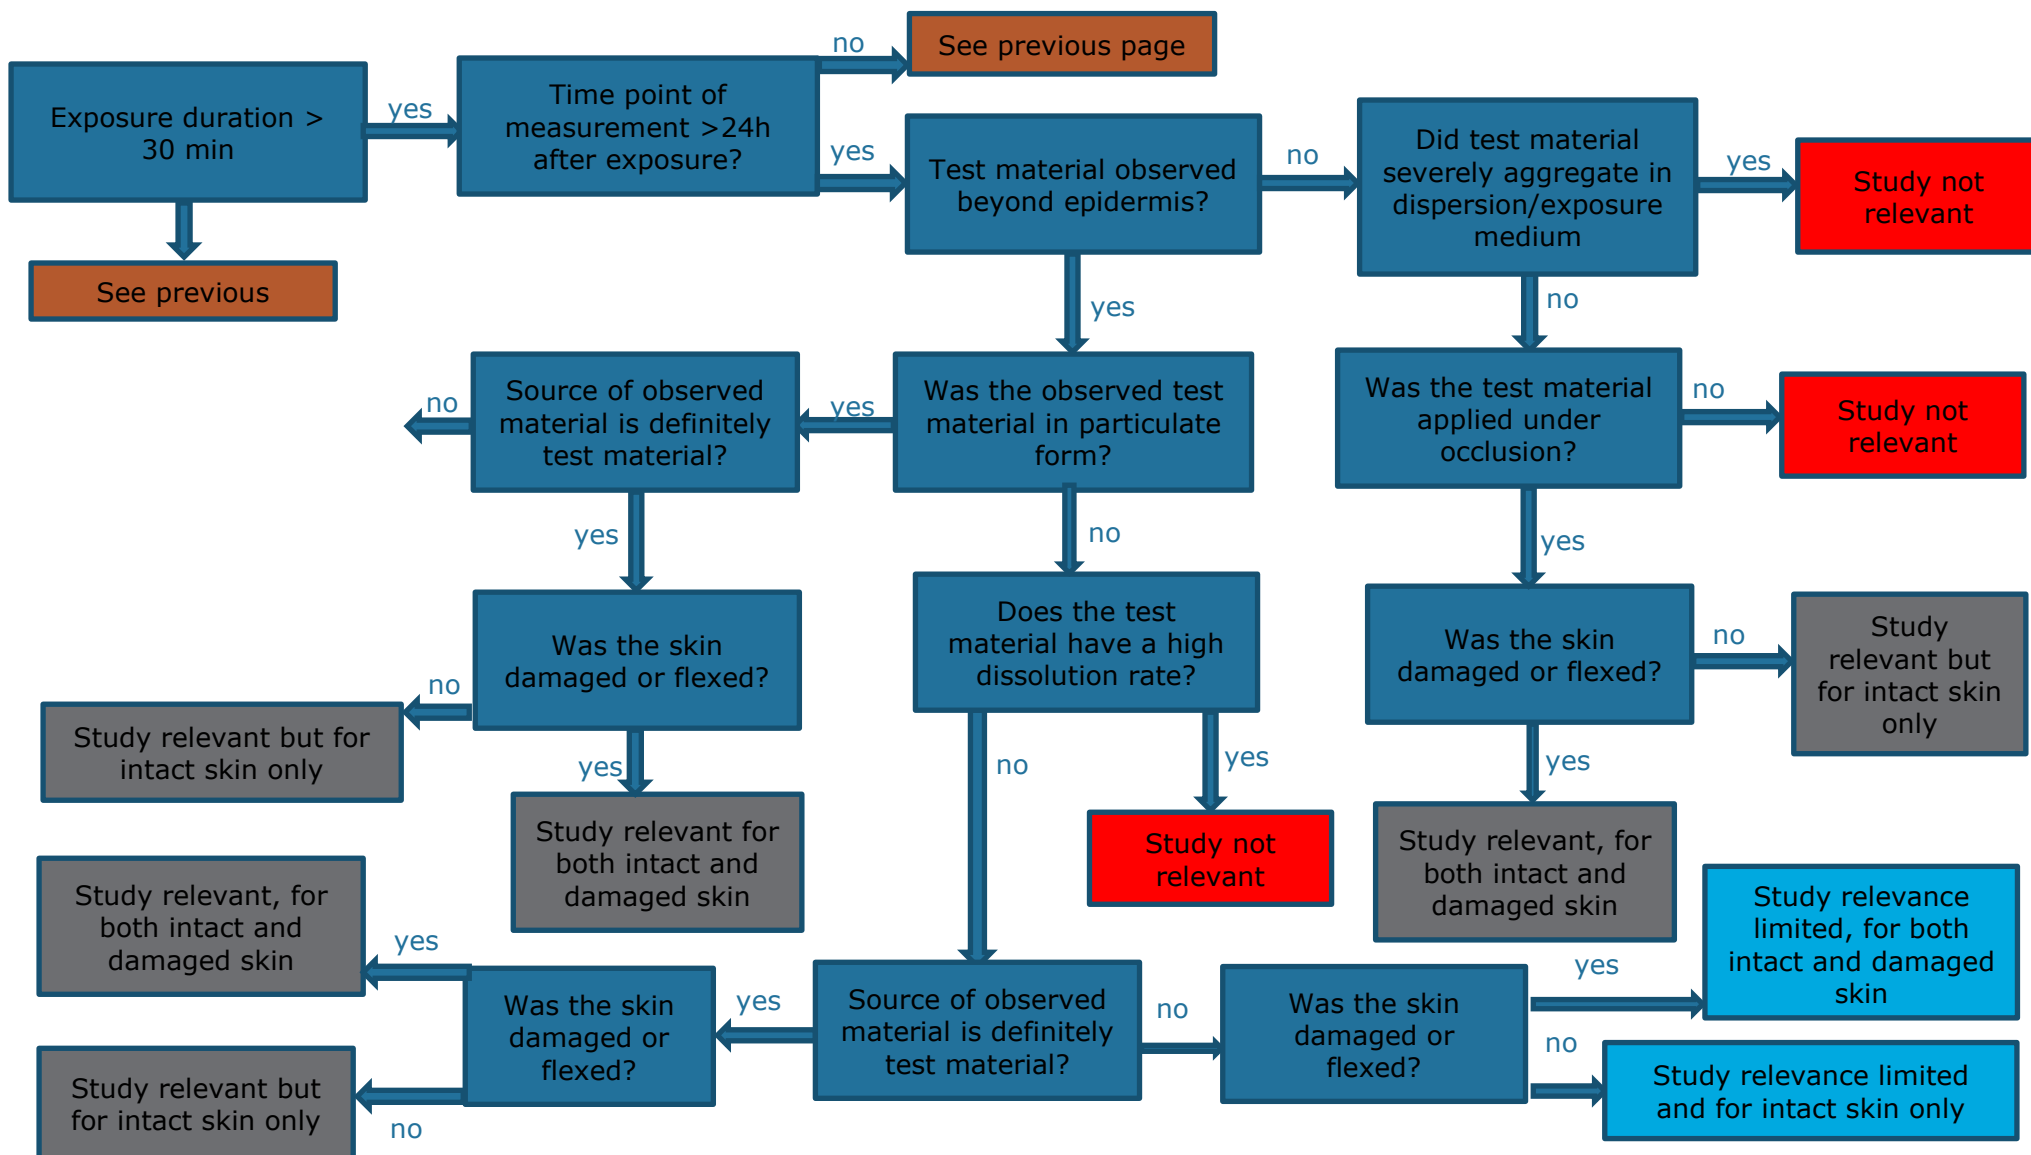 no
See previous page
Exposure duration >
30 min
yes
Time point of
measurement >24h
after exposure?
yes
Test material observed
beyond epidermis?
no
Did test material
severely aggregate in
dispersion/exposure
medium
yes
Study not
relevant
See previous
yes
no
no
Source of observed
material is definitely
test material?
yes
Was the observed test
material in particulate
form?
Was the test material
applied under
occlusion?
no
Study not
relevant
yes
no
yes
Was the skin
damaged or flexed?
Does the test
material have a high
dissolution rate?
Was the skin
damaged or flexed?
no
Study
relevant but
for intact skin
only
no
Study relevant but for
intact skin only
yes
no
yes
yes
Study relevant for
both intact and
damaged skin
Study not
relevant
Study relevant, for
both intact and
damaged skin
Study relevant, for
both intact and
damaged skin
yes
Was the skin
damaged or
flexed?
yes
Source of observed
material is definitely
test material?
no
Was the skin
damaged or
flexed?
yes
Study relevance
limited, for both
intact and damaged
skin
no
Study relevance limited
and for intact skin only
Study relevant but
for intact skin only
no